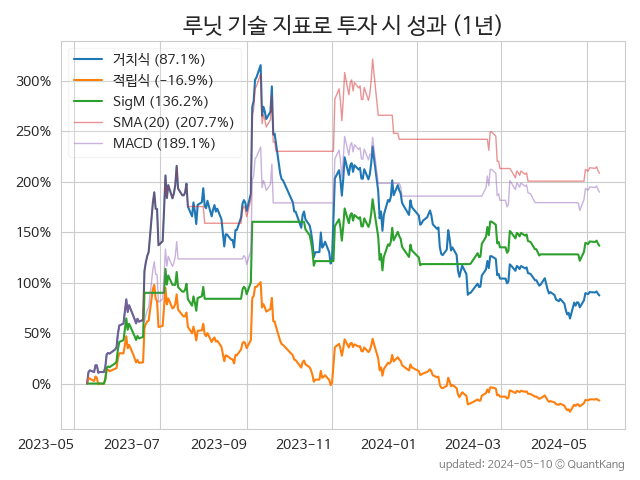 루닛 기술 지표로 투자 시 성과 (1년)
거치식 (87.1%)
적립식 (−16.9%)
SigM (136.2%)
SMA(20) (207.7%)
MACD (189.1%)
300%
250%
200%
150%
100%
50%
0%
2023-05 2023-07 2023-09 2023-11 2024-01 2024-03 2024-05
updated: 2024-05-10 ⓒ QuantKang